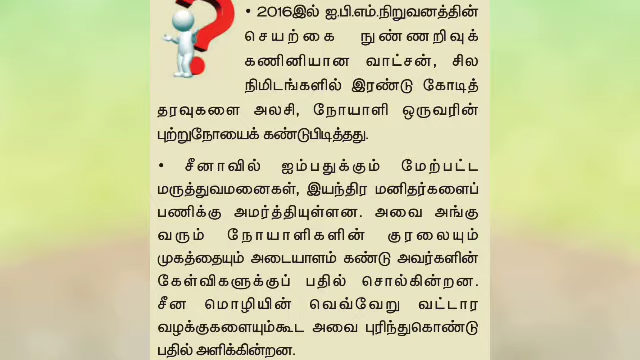 • 2016இல் ஐ.பி.எம்.நிறுவனத்தின்
செயற்கை நுண்ணறிவுக்
கணினியான வாட்சன், சில
நிமிடங்களில் இரண்டு கோடித்
தரவுகளை அலசி, நோயாளி ஒருவரின்
புற்றுநோயைக் கண்டுபிடித்தது.
• சீனாவில் ஐம்பதுக்கும் மேற்பட்ட
மருத்துவமனைகள், இயந்திர மனிதர்களைப்
பணிக்கு அமர்த்தியுள்ளன. அவை அங்கு
வரும் நோயாளிகளின் குரலையும்
முகத்தையும் அடையாளம் கண்டு அவர்களின்
கேள்விகளுக்குப் பதில் சொல்கின்றன.
சீன மொழியின் வெவ்வேறு வட்டார
வழக்குகளையும்கூட அவை புரிந்துகொண்டு
பதில் அளிக்கின்றன.